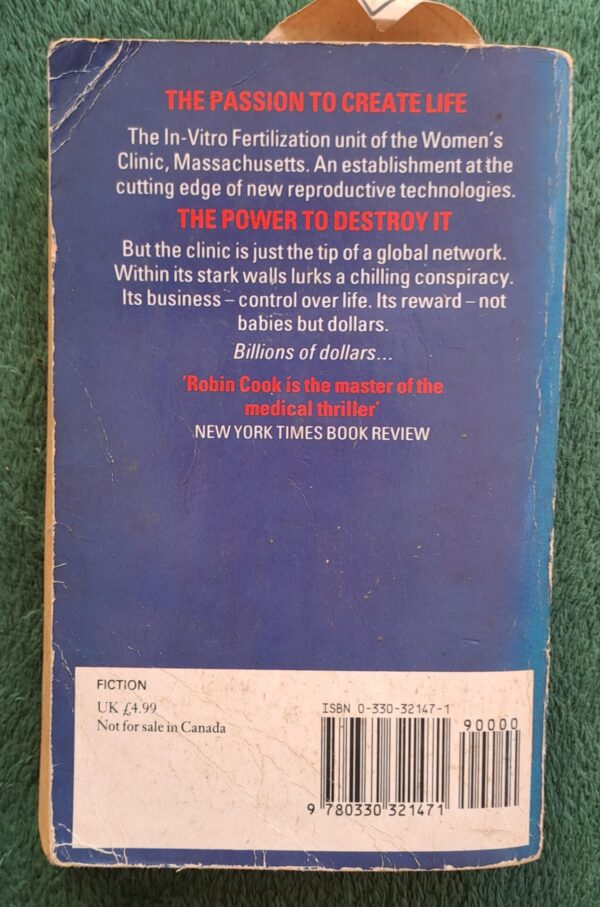 THE PASSION TO CREATE LIFE
The In-Vitro Fertilization unit of the Women's
Clinic, Massachusetts. An establishment at the
cutting edge of new reproductive technologies.
THE POWER TO DESTROY IT
But the clinic is just the tip of a global network.
Within its stark walls lurks a chilling conspiracy.
Its business – control over life. Its reward – not
babies but dollars.
Billions of dollars...
'Robin Cook is the master of the
medical thriller'
NEW YORK TIMES BOOK REVIEW
FICTION
UK £4.99
Not for sale in Canada
ISBN 0-330-32147-1
90000
9 780330 321471